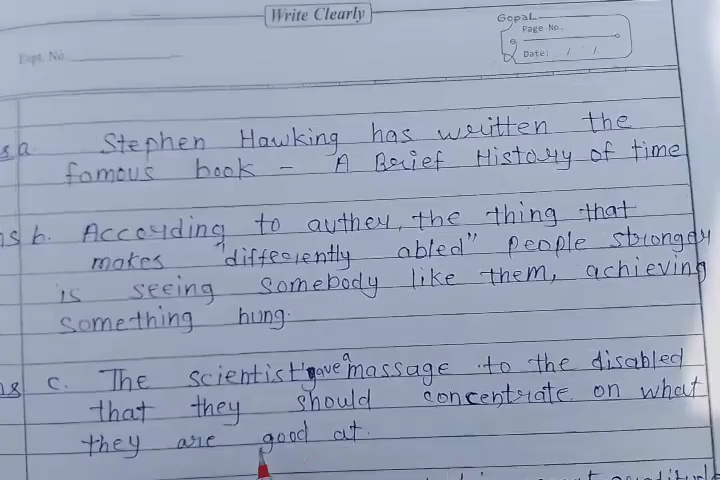 Write Clearly
Gopal
Page No.
Expt. No.
Date: / /
s a Stephen Hawking has written the
famous book - A Brief History of time
ns b. According to auther, the thing that
makes "differently abled" people stronger
is seeing somebody like them, achieving
something hung.
ns c. The scientist gave a massage to the disabled
that they should concentrate on what
they are good at.